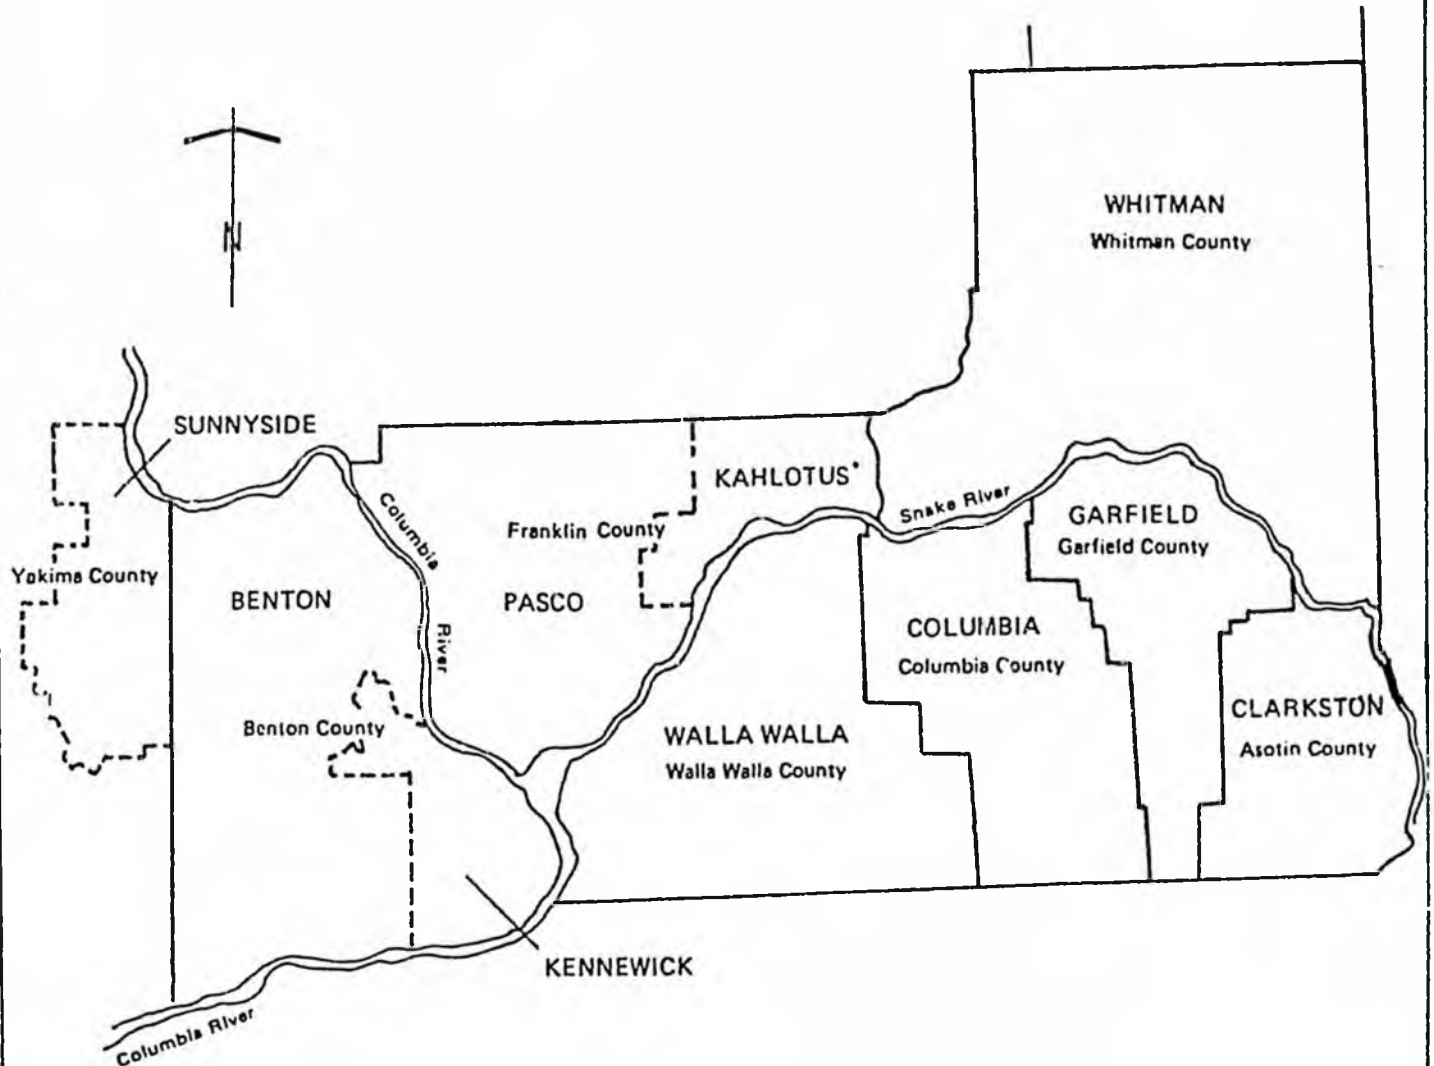 N
WHITMAN
Whitman County
SUNNYSIDE
Columbia
River
KAHLOTUS*
Snake River
Franklin County
GARFIELD
Garfield County
Yakima County
BENTON
PASCO
COLUMBIA
Columbia County
Benton County
WALLA WALLA
Walla Walla County
CLARKSTON
Asotin County
KENNEWICK
Columbia River